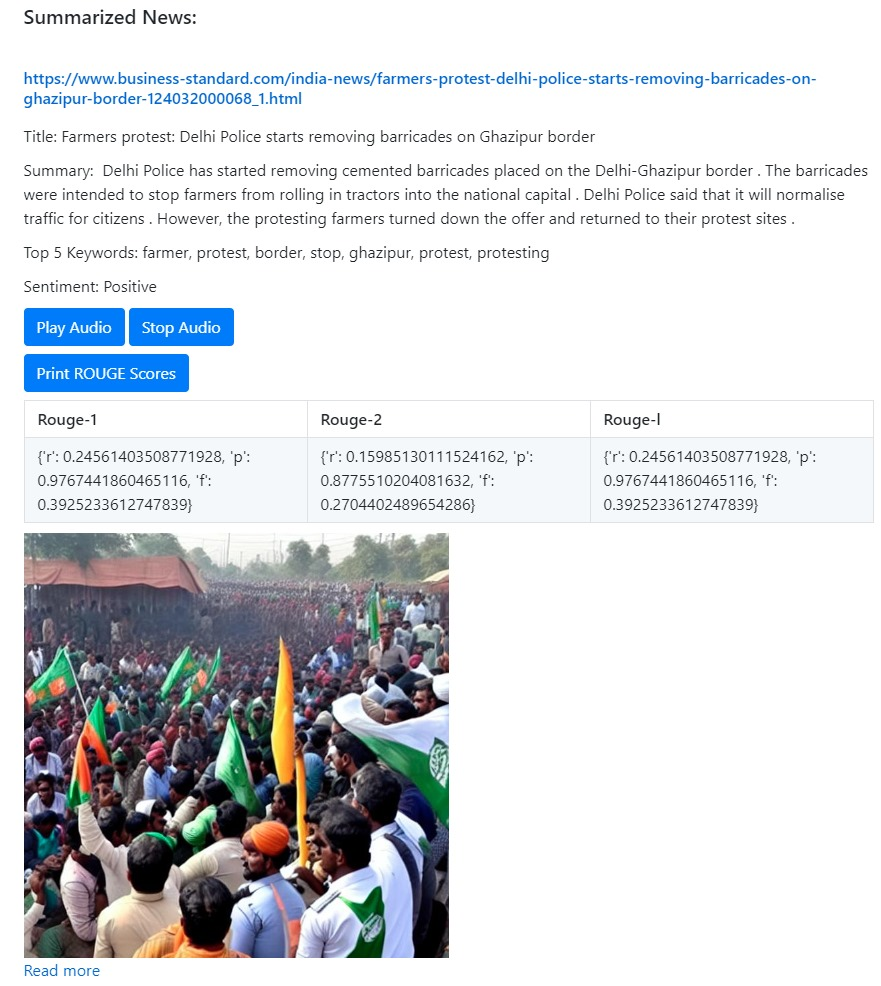 Summarized News:
https://www.business-standard.com/india-news/farmers-protest-delhi-police-starts-removing-barricades-on-
ghazipur-border-124032000068_1.html
Title: Farmers protest: Delhi Police starts removing barricades on Ghazipur border
Summary:  Delhi Police has started removing cemented barricades placed on the Delhi-Ghazipur border . The barricades
were intended to stop farmers from rolling in tractors into the national capital . Delhi Police said that it will normalise
traffic for citizens . However, the protesting farmers turned down the offer and returned to their protest sites .
Top 5 Keywords: farmer, protest, border, stop, ghazipur, protest, protesting
Sentiment: Positive
Play Audio Stop Audio
Print ROUGE Scores
Rouge-1 Rouge-2 Rouge-l
{'r': 0.24561403508771928, 'p': {'r': 0.15985130111524162, 'p': {'r': 0.24561403508771928, 'p':
0.9767441860465116, 'f': 0.8775510204081632, 'f': 0.9767441860465116, 'f':
0.3925233612747839} 0.2704402489654286} 0.3925233612747839}
Read more